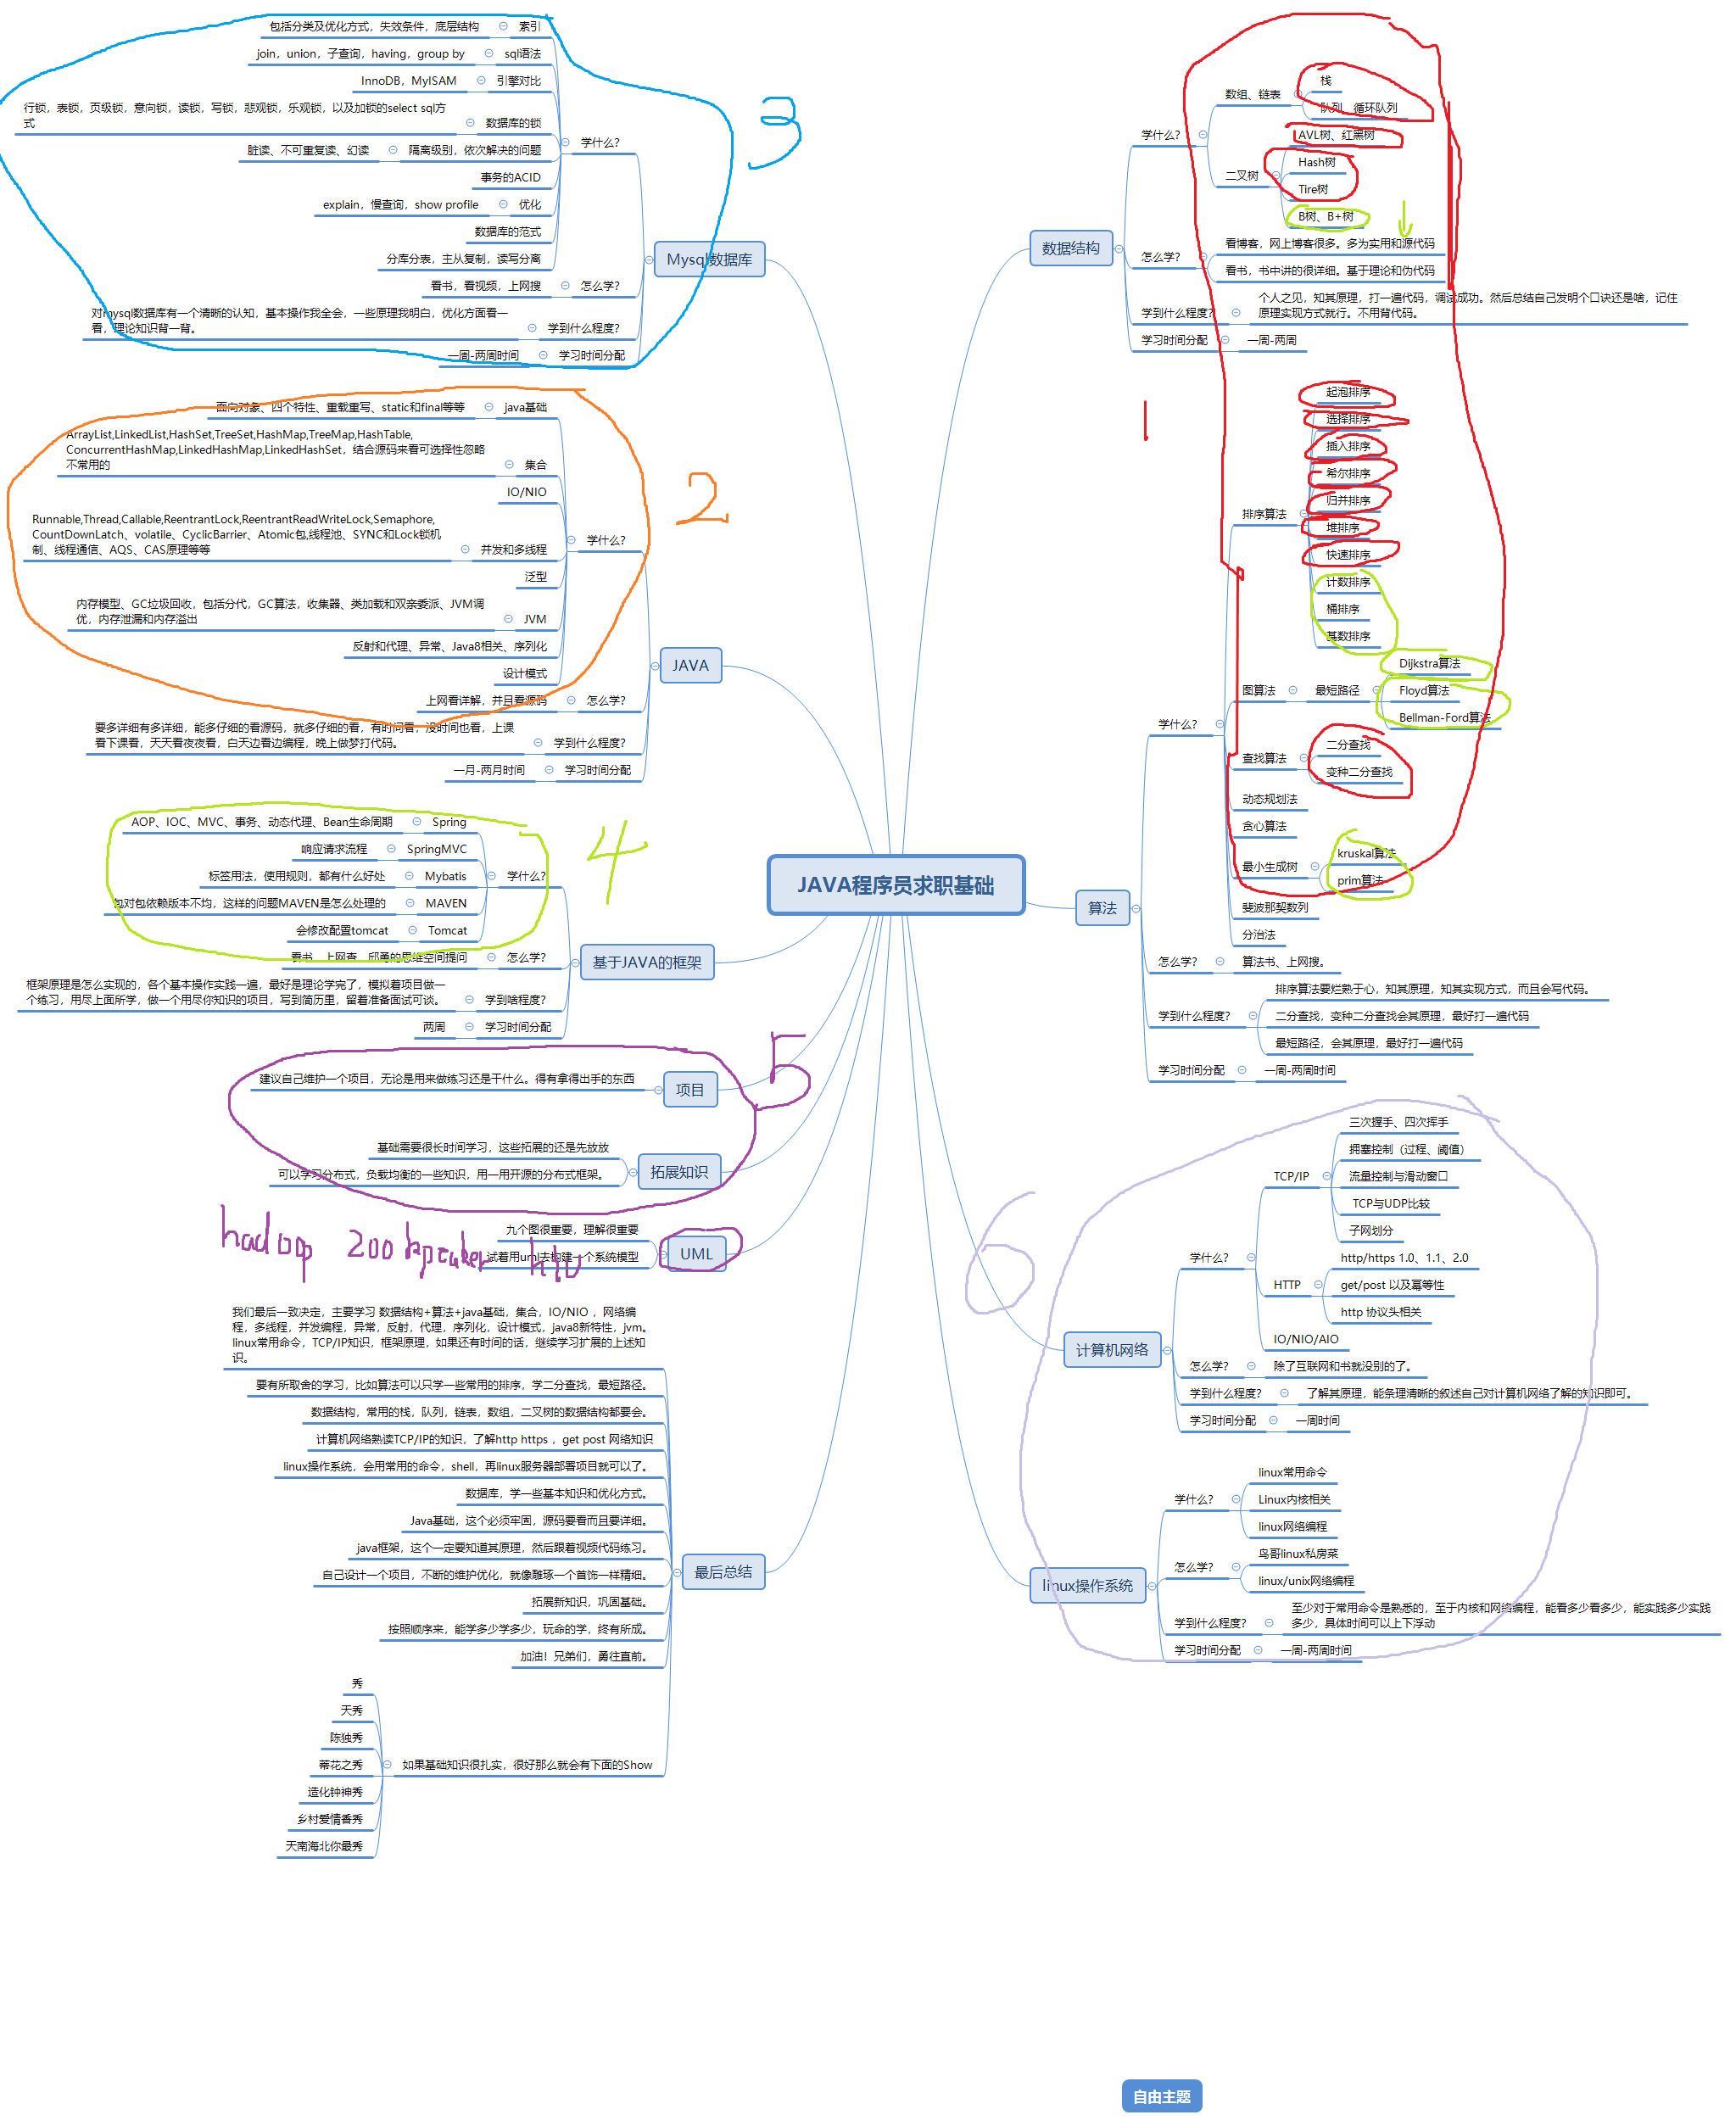 JAVA程序员求职基础
数据结构
学什么？
数组、链表
栈
队列、循环队列
二叉树
AVL树、红黑树
Hash树
Tire树
B树、B+树
怎么学？
看博客，网上博客很多。多为实用和源代码
看书，书中讲的很详细。基于理论和伪代码
学到什么程度？
个人之见，知其原理，打一遍代码，调试成功。然后总结自己发明个口诀还是啥，记住
原理实现方式就行。不用背代码。
学习时间分配
一周-两周
1
算法
学什么？
排序算法
起泡排序
选择排序
插入排序
希尔排序
归并排序
堆排序
快速排序
计数排序
桶排序
基数排序
图算法
最短路径
Dijkstra算法
Floyd算法
Bellman-Ford算法
查找算法
二分查找
变种二分查找
动态规划法
贪心算法
最小生成树
kruskal算法
prim算法
斐波那契数列
分治法
怎么学？
算法书、上网搜。
学到什么程度？
排序算法要烂熟于心，知其原理，知其实现方式，而且会写代码。
二分查找，变种二分查找会其原理，最好打一遍代码
最短路径，会其原理，最好打一遍代码
学习时间分配
一周-两周时间
计算机网络
学什么？
TCP/IP
三次握手、四次挥手
拥塞控制（过程、阈值）
流量控制与滑动窗口
TCP与UDP比较
子网划分
HTTP
http/https 1.0、1.1、2.0
get/post 以及幂等性
http 协议头相关
IO/NIO/AIO
怎么学？
除了互联网和书就没别的了。
学到什么程度？
了解其原理，能条理清晰的叙述自己对计算机网络了解的知识即可。
学习时间分配
一周时间
6
linux操作系统
学什么？
linux常用命令
Linux内核相关
linux网络编程
怎么学？
鸟哥linux私房菜
linux/unix网络编程
学到什么程度？
至少对于常用命令是熟悉的，至于内核和网络编程，能看多少看多少，能实践多少实践
多少，具体时间可以上下浮动
学习时间分配
一周-两周时间
Mysql数据库
学什么？
索引
包括分类及优化方式，失效条件，底层结构
sql语法
join，union，子查询，having，group by
引擎对比
InnoDB，MyISAM
数据库的锁
行锁，表锁，页级锁，意向锁，读锁，写锁，悲观锁，乐观锁，以及加锁的select sql方
式
隔离级别，依次解决的问题
脏读、不可重复读、幻读
事务的ACID
优化
explain，慢查询，show profile
数据库的范式
分库分表，主从复制，读写分离
怎么学？
看书，看视频，上网搜
学到什么程度？
对mysql数据库有一个清晰的认知，基本操作我全会，一些原理我明白，优化方面看一
看，理论知识背一背。
学习时间分配
一周-两周时间
3
JAVA
学什么？
java基础
面向对象、四个特性、重载重写、static和final等等
集合
ArrayList,LinkedList,HashSet,TreeSet,HashMap,TreeMap,HashTable,
ConcurrentHashMap,LinkedHashMap,LinkedHashSet，结合源码来看可选择性忽略
不常用的
IO/NIO
并发和多线程
Runnable,Thread,Callable,ReentrantLock,ReentrantReadWriteLock,Semaphore,
CountDownLatch、volatile、CyclicBarrier、Atomic包,线程池、SYNC和Lock锁机
制、线程通信、AQS、CAS原理等等
泛型
JVM
内存模型、GC垃圾回收，包括分代，GC算法，收集器、类加载和双亲委派、JVM调
优，内存泄漏和内存溢出
反射和代理、异常、Java8相关、序列化
设计模式
怎么学？
上网看详解，并且看源码
学到什么程度？
要多详细有多详细，能多仔细的看源码，就多仔细的看，有时间看，没时间也看，上课
看下课看，天天看夜夜看，白天边看边编程，晚上做梦打代码。
学习时间分配
一月-两月时间
2
基于JAVA的框架
学什么？
Spring
AOP、IOC、MVC、事务、动态代理、Bean生命周期
SpringMVC
响应请求流程
Mybatis
标签用法，使用规则，都有什么好处
MAVEN
包对包依赖版本不均，这样的问题MAVEN是怎么处理的
Tomcat
会修改配置tomcat
怎么学？
看书，上网查，邱勇的思维空间提问
学到啥程度？
框架原理是怎么实现的，各个基本操作实践一遍，最好是理论学完了，模拟着项目做一
个练习，用尽上面所学，做一个用尽你知识的项目，写到简历里，留着准备面试可谈。
学习时间分配
两周
4
项目
建议自己维护一个项目，无论是用来做练习还是干什么。得有拿得出手的东西
5
拓展知识
基础需要很长时间学习，这些拓展的还是先放放
可以学习分布式，负载均衡的一些知识，用一用开源的分布式框架。
UML
九个图很重要，理解很重要
试着用uml去构建一个系统模型
hadoop 200
最后总结
我们最后一致决定，主要学习 数据结构+算法+java基础，集合，IO/NIO ，网络编
程，多线程，并发编程，异常，反射，代理，序列化，设计模式，java8新特性，jvm。
linux常用命令，TCP/IP知识，框架原理，如果还有时间的话，继续学习扩展的上述知
识。
要有所取舍的学习，比如算法可以只学一些常用的排序，学二分查找，最短路径。
数据结构，常用的栈，队列，链表，数组，二叉树的数据结构都要会。
计算机网络熟读TCP/IP的知识，了解http https ，get post 网络知识
linux操作系统，会用常用的命令，shell，再linux服务器部署项目就可以了。
数据库，学一些基本知识和优化方式。
Java基础，这个必须牢固，源码要看而且要详细。
java框架，这个一定要知道其原理，然后跟着视频代码练习。
自己设计一个项目，不断的维护优化，就像雕琢一个首饰一样精细。
拓展新知识，巩固基础。
按照顺序来，能学多少学多少，玩命的学，终有所成。
加油！兄弟们，勇往直前。
如果基础知识很扎实，很好那么就会有下面的Show
秀
天秀
陈独秀
蒂花之秀
造化钟神秀
乡村爱情香秀
天南海北你最秀
自由主题